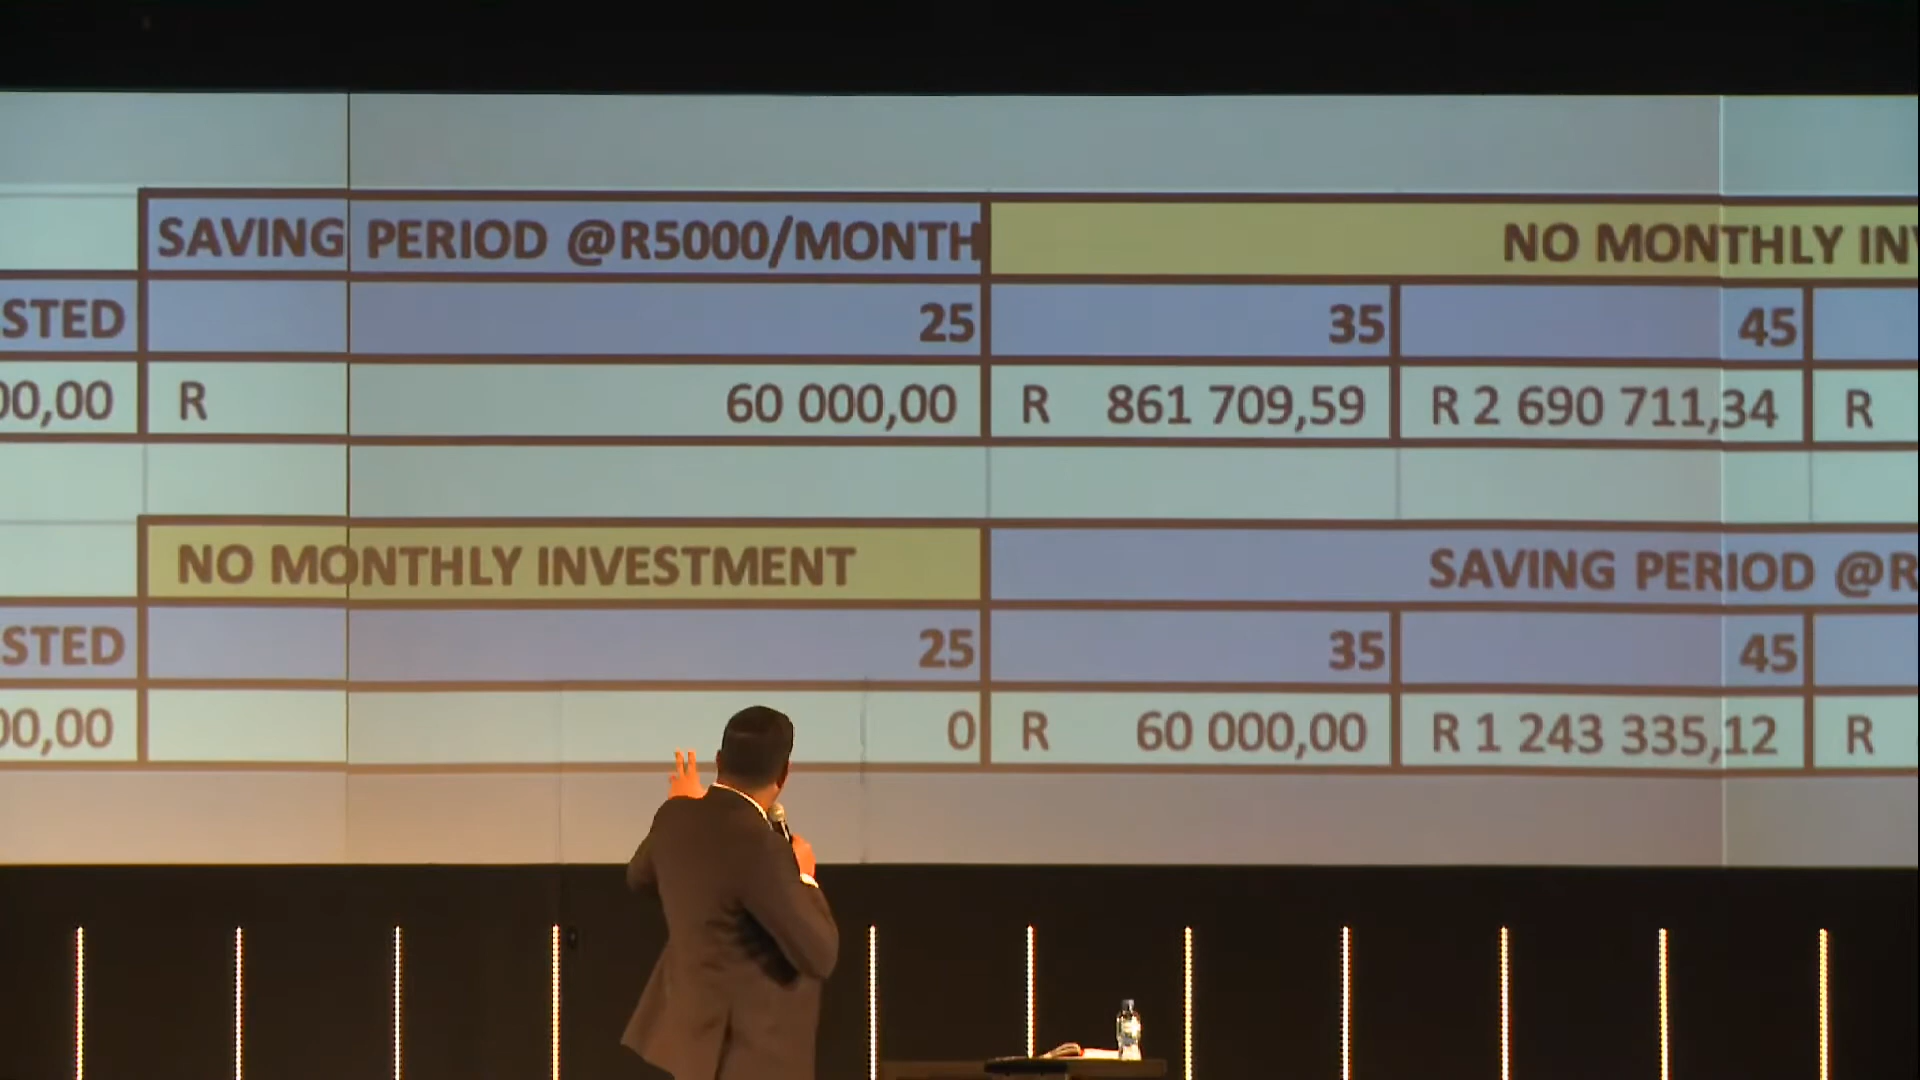 SAVING PERIOD @R5000/MONTH NO MONTHLY INV
STED 25 35 45
00,00 R 60 000,00 R 861 709,59 R 2 690 711,34 R
NO MONTHLY INVESTMENT SAVING PERIOD @R
STED 25 35 45
00,00 0 R 60 000,00 R 1 243 335,12 R